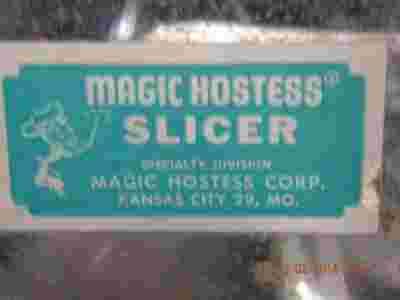 MAGIC HOSTESS®
SLICER
SPECIALTY DIVISION
MAGIC HOSTESS CORP.
KANSAS CITY 29, MO.